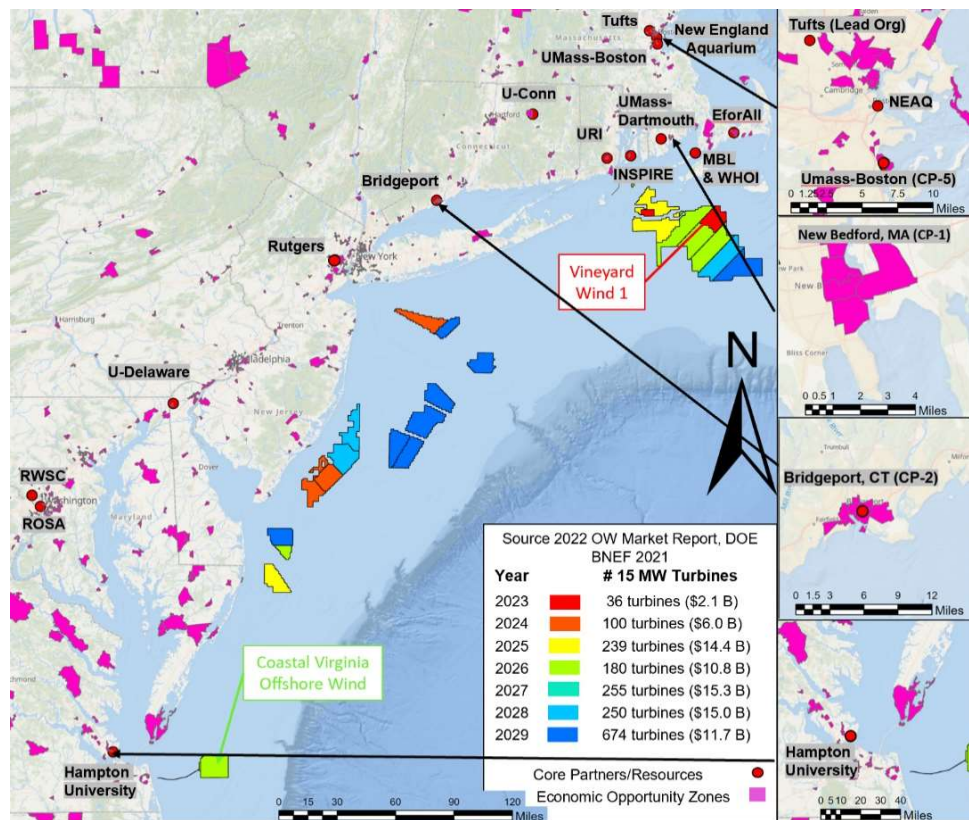 Tufts
New England
Aquarium
UMass-Boston
Massachusetts
U-Conn
Hartford
UMass-
Dartmouth
EforAll
URI
Connecticut
INSPIRE
MBL
& WHOI
Bridgeport
Rutgers
New York
Vineyard
Wind 1
Harrisburg
Trenton
Philadelphia
U-Delaware
New Jersey
N
RWSC
Washington
ROSA
Dover
Maryland
Coastal Virginia
Offshore Wind
Hampton
University
Source 2022 OW Market Report, DOE
BNEF 2021
Year # 15 MW Turbines
2023 36 turbines ($2.1 B)
2024 100 turbines ($6.0 B)
2025 239 turbines ($14.4 B)
2026 180 turbines ($10.8 B)
2027 255 turbines ($15.3 B)
2028 250 turbines ($15.0 B)
2029 674 turbines ($11.7 B)
Core Partners/Resources
Economic Opportunity Zones
0 15 30 60 90 120
Miles
Tufts (Lead Org)
Cambridge
NEAQ
Umass-Boston (CP-5)
0 1.25 2.5 5 7.5 10
Miles
New Bedford, MA (CP-1)
New B
Bliss Corner
0 0.5 1 2 3 4
Miles
Trumbull
Milford
Bridgeport, CT (CP-2)
Fairfield
0 1.5 3 6 9 12
Miles
Hampton
University
0 5 10 20 30 40
Miles